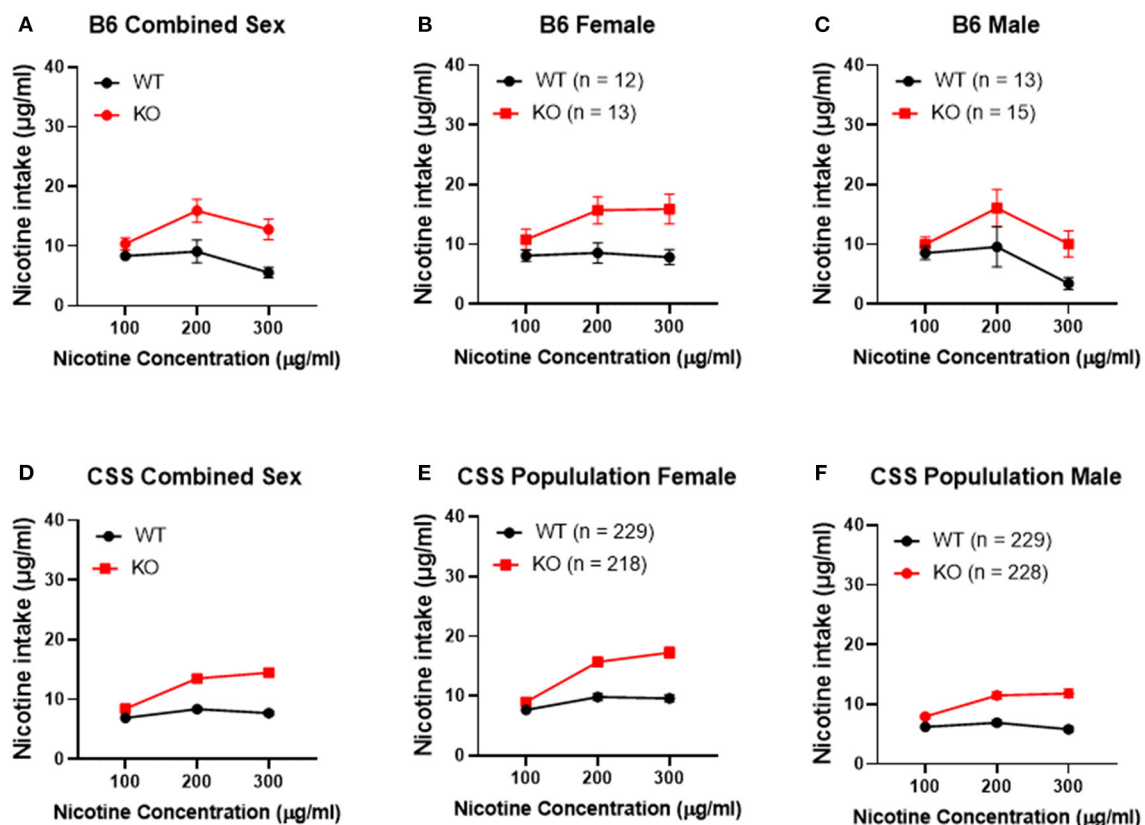 A B6 Combined Sex
Nicotine intake (µg/ml)
40
30
20
10
0
WT
KO
100 200 300
Nicotine Concentration (µg/ml)
B B6 Female
Nicotine intake (µg/ml)
40
30
20
10
0
WT (n = 12)
KO (n = 13)
100 200 300
Nicotine Concentration (µg/ml)
C B6 Male
Nicotine intake (µg/ml)
40
30
20
10
0
WT (n = 13)
KO (n = 15)
100 200 300
Nicotine Concentration (µg/ml)
D CSS Combined Sex
Nicotine intake (µg/ml)
40
30
20
10
0
WT
KO
100 200 300
Nicotine Concentration (µg/ml)
E CSS Popululation Female
Nicotine intake (µg/ml)
40
30
20
10
0
WT (n = 229)
KO (n = 218)
100 200 300
Nicotine Concentration (µg/ml)
F CSS Popululation Male
Nicotine intake (µg/ml)
40
30
20
10
0
WT (n = 229)
KO (n = 228)
100 200 300
Nicotine Concentration (µg/ml)